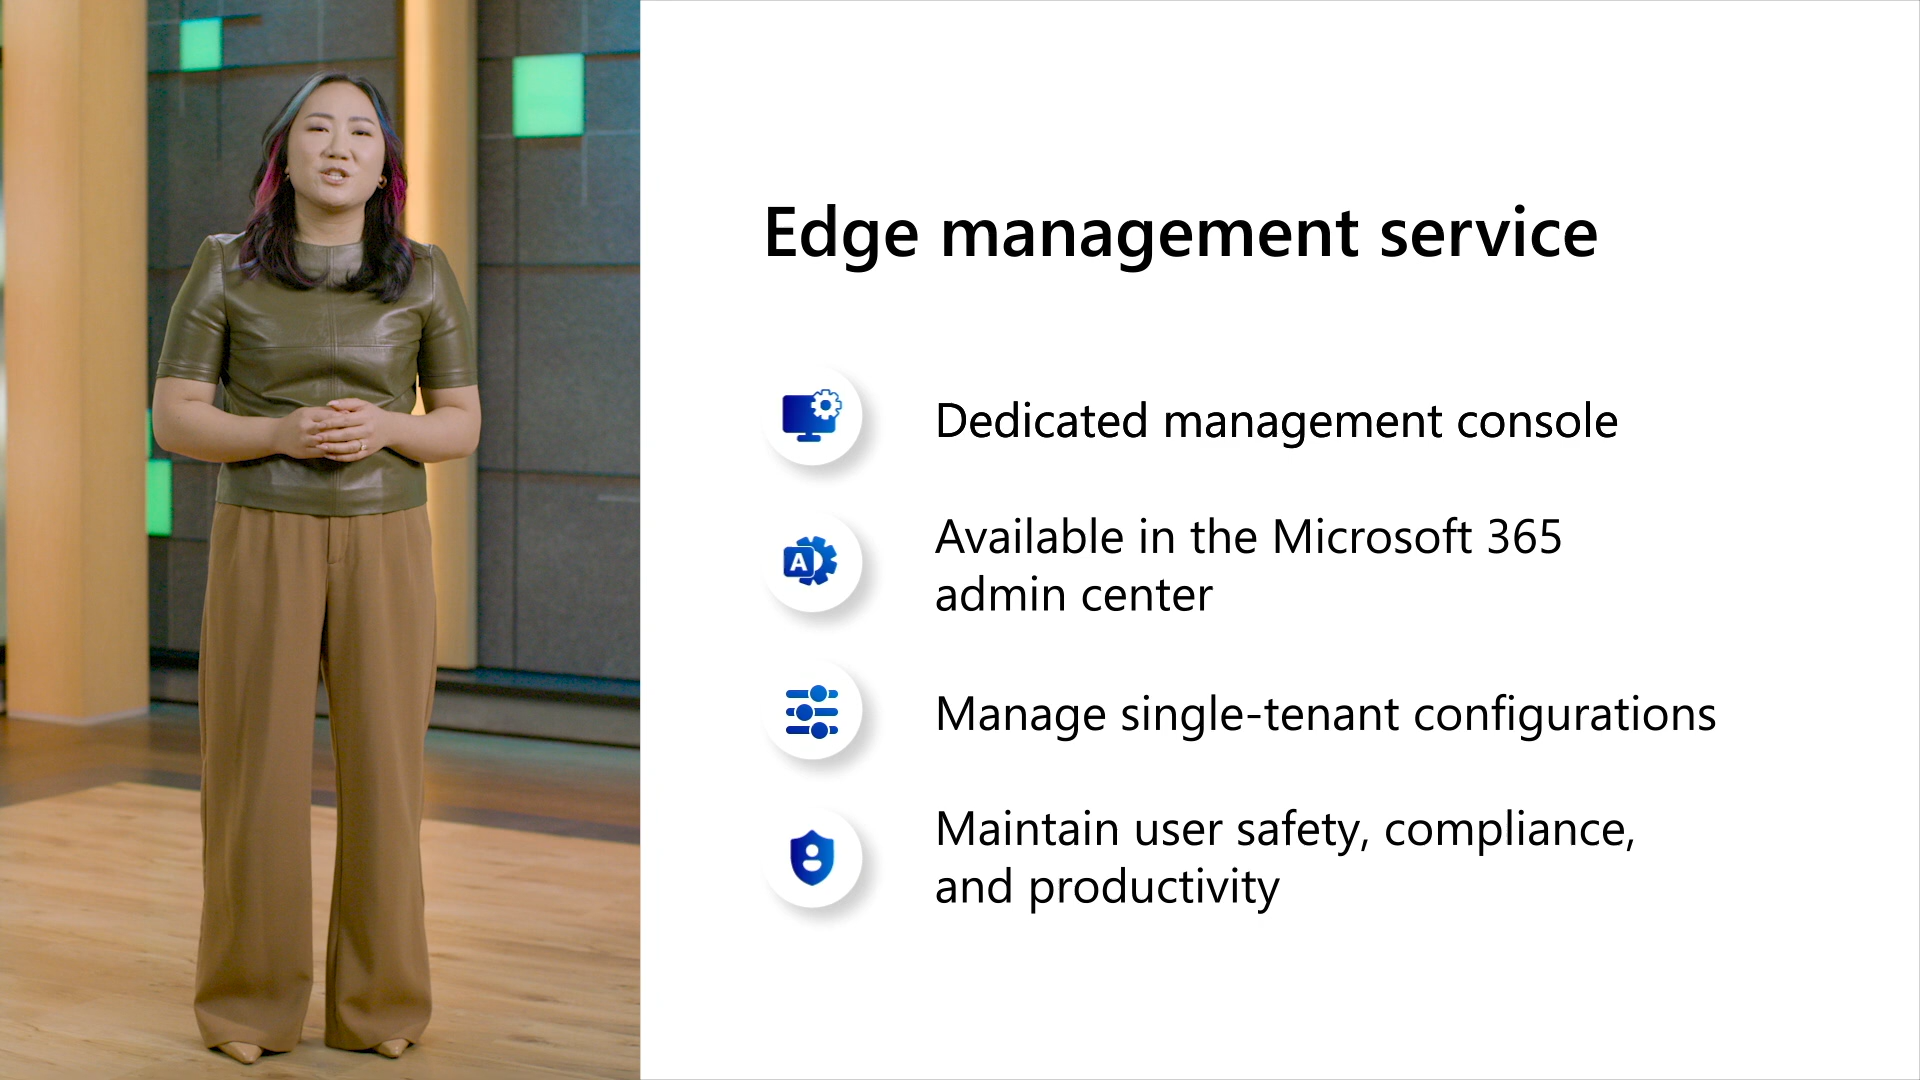 Edge management service
Dedicated management console
A
Available in the Microsoft 365
admin center
Manage single-tenant configurations
Maintain user safety, compliance,
and productivity